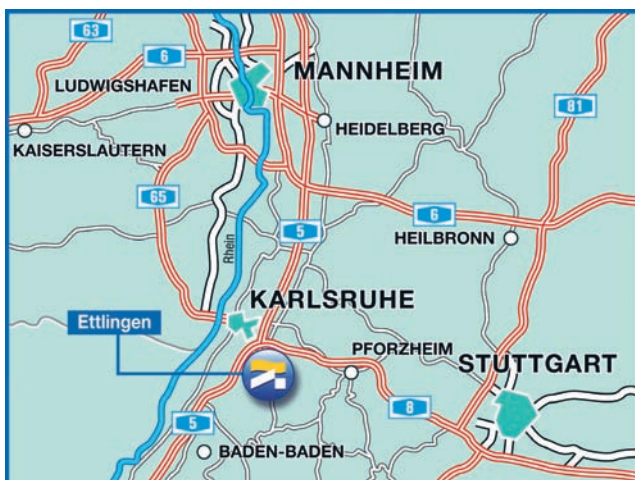 63
6
MANNHEIM
LUDWIGSHAFEN
81
HEIDELBERG
KAISERSLAUTERN
65
6
5
HEILBRONN
Rhein
KARLSRUHE
Ettlingen
PFORZHEIM
STUTTGART
8
5
BADEN-BADEN